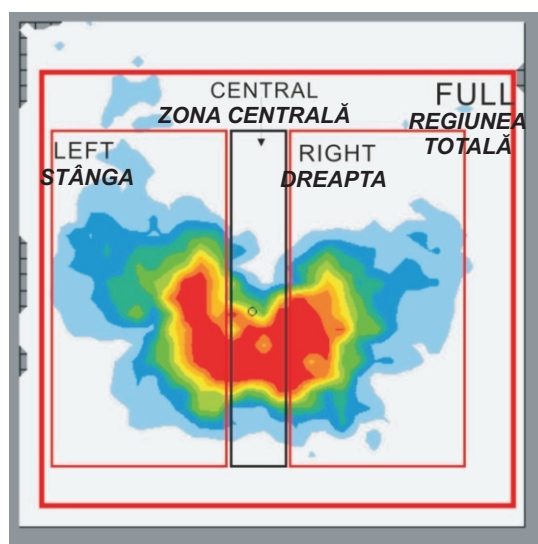 CENTRAL
ZONA CENTRALĂ
FULL
REGIUNEA
TOTALĂ
LEFT
STÂNGA
RIGHT
DREAPTA